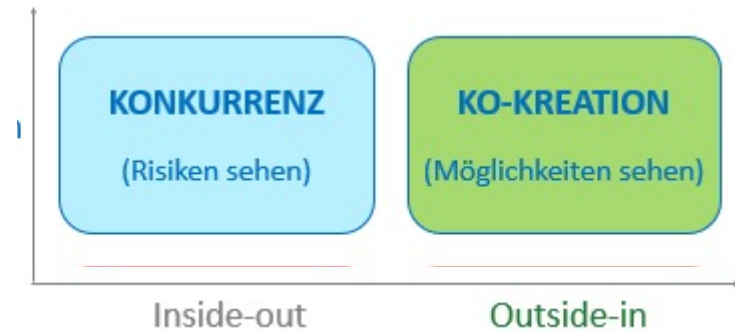 KONKURRENZ
(Risiken sehen)
KO-KREATION
(Möglichkeiten sehen)
Inside-out
Outside-in